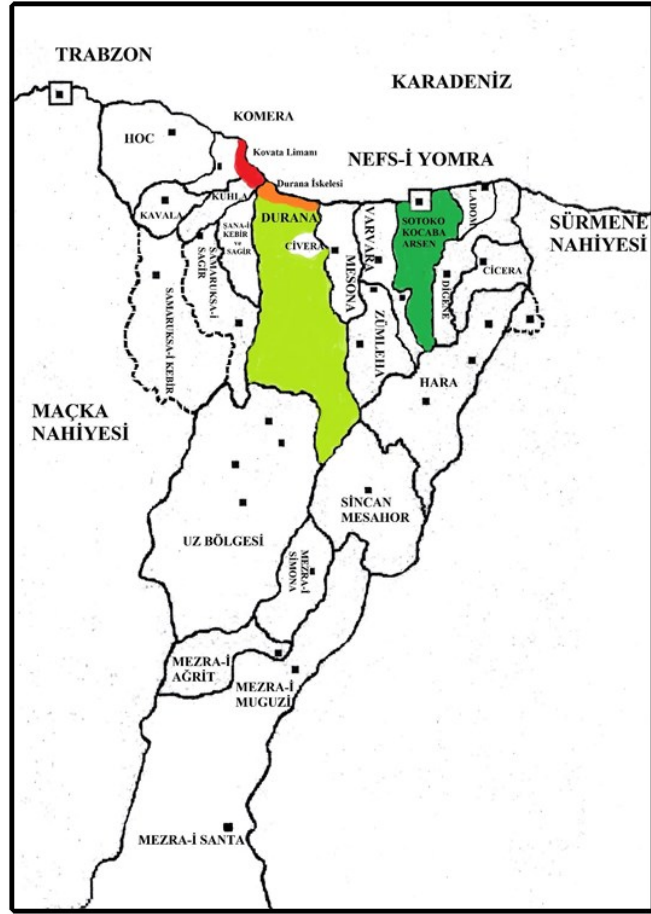 TRABZON
KARADENİZ
KOMERA
HOC
Kovata Limanı
NEFS-İ YOMRA
Durana İskelesi
KUHLA
KAVALA
DURANA
ŞANA-İ
KEBİR
ve
SAGİR
CİVERA
MESONA
VARVARA
SOTOKO
KOCABA
ARSEN
LADONA
SÜRMENE
NAHİYESİ
SAMARUKSA-İ
SAGİR
SAMARUKSA-İ KEBİR
DİGENE
CİCERA
ZÜMLEHA
HARA
MAÇKA
NAHİYESİ
SİNCAN
MESAHOR
UZ BÖLGESİ
MEZRA-İ
SİMONA
MEZRA-İ
AĞRİT
MEZRA-İ
MUGUZİ
MEZRA-İ SANTA